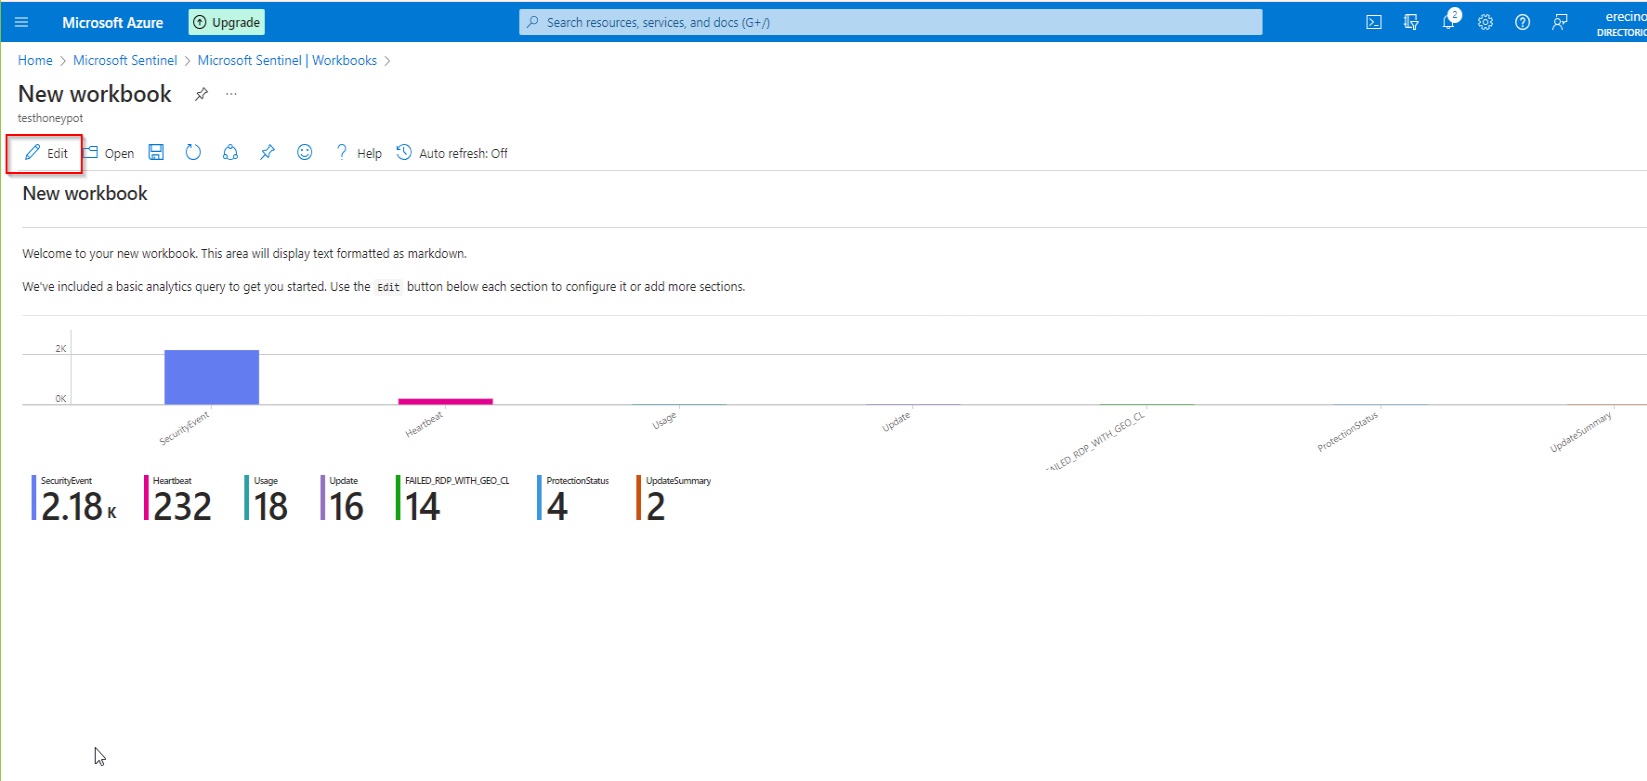 Microsoft Azure Upgrade Search resources, services, and docs (G+/) 2 erecino
DIRECTORIO
Home > Microsoft Sentinel > Microsoft Sentinel | Workbooks >
New workbook ...
testhoneypot
Edit Open ? Help Auto refresh: Off
New workbook
Welcome to your new workbook. This area will display text formatted as markdown.
We've included a basic analytics query to get you started. Use the Edit button below each section to configure it or add more sections.
2K
0K
SecurityEvent Heartbeat Usage Update FAILED_RDP_WITH_GEO_CL ProtectionStatus UpdateSummary
SecurityEvent Heartbeat Usage Update FAILED_RDP_WITH_GEO_CL ProtectionStatus UpdateSummary
2.18 K 232 18 16 14 4 2